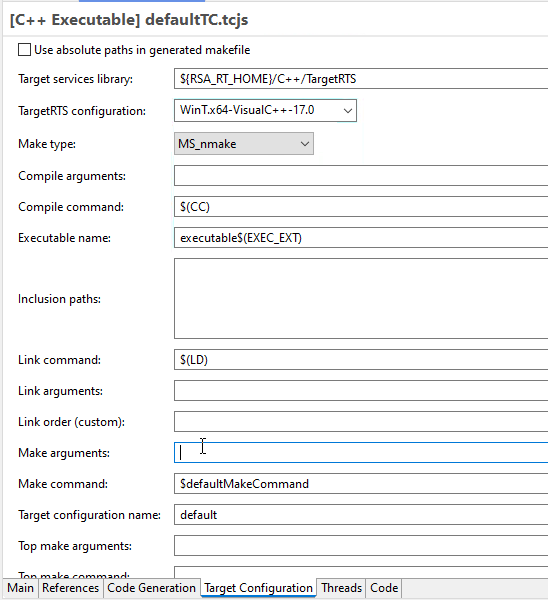 [C++ Executable] defaultTC.tcjs
Use absolute paths in generated makefile
Target services library: ${RSA_RT_HOME}/C++/TargetRTS
TargetRTS configuration: WinT.x64-VisualC++-17.0
Make type: MS_nmake
Compile arguments:
Compile command: $(CC)
Executable name: executable$(EXEC_EXT)
Inclusion paths:
Link command: $(LD)
Link arguments:
Link order (custom):
Make arguments:
Make command: $defaultMakeCommand
Target configuration name: default
Top make arguments:
Top make command:
Main References Code Generation Target Configuration Threads Code